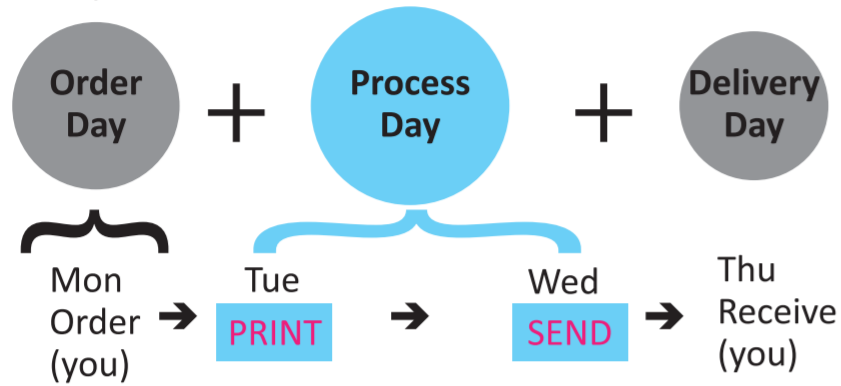 Order
Day
+
Process
Day
+
Delivery
Day
Mon
Order
(you)
Tue
PRINT
Wed
SEND
Thu
Receive
(you)